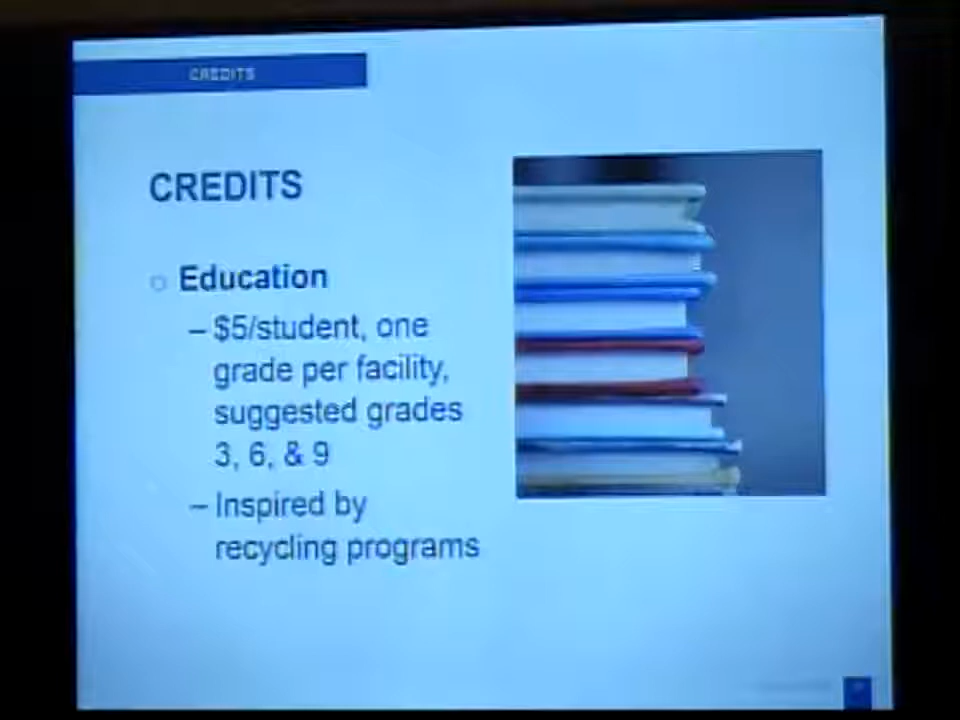 CREDITS
CREDITS
Education
– $5/student, one
grade per facility,
suggested grades
3, 6, & 9
– Inspired by
recycling programs